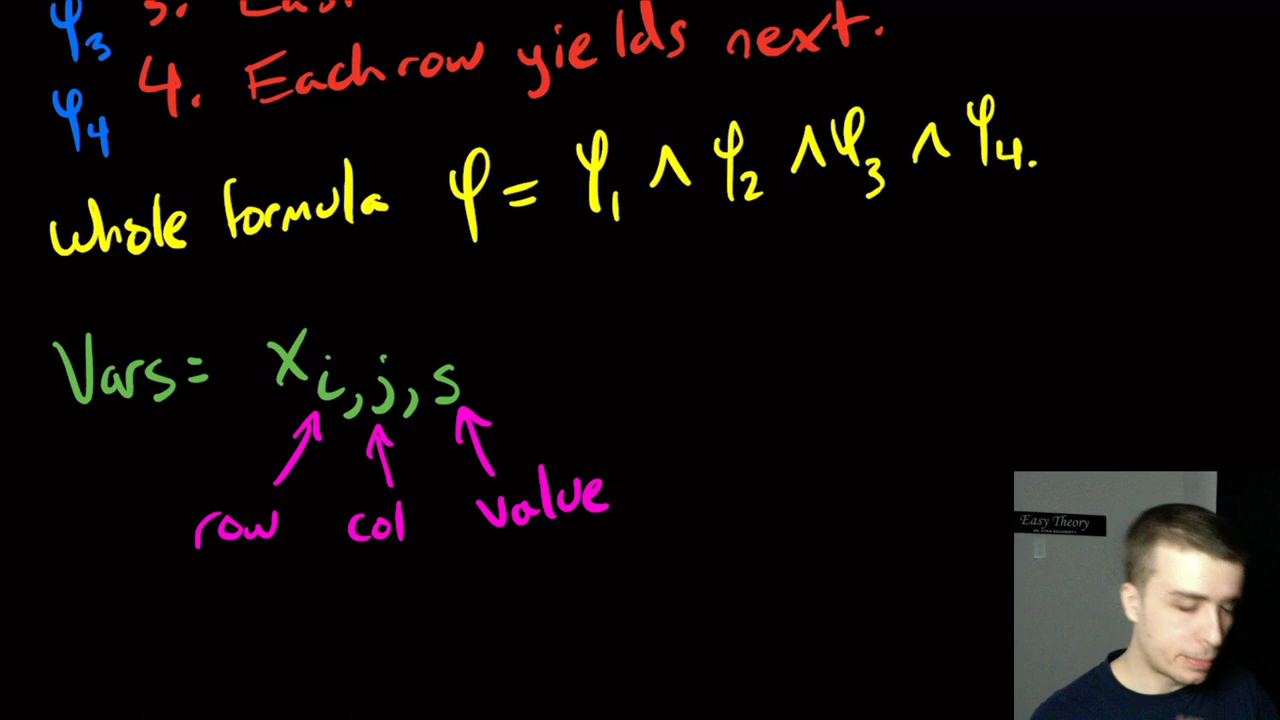 φ3 3.
φ4 4. Each row yields next.
whole formula φ = φ1 ∧ φ2 ∧ φ3 ∧ φ4.
Vars = Xi,j,s
row col value
Easy Theory